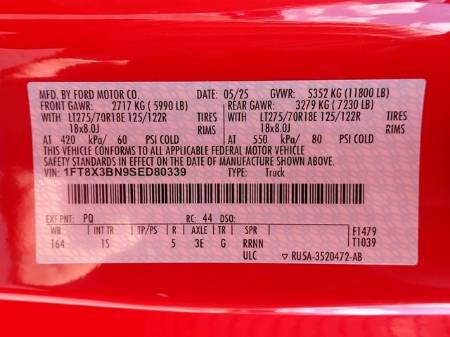 MFD. BY FORD MOTOR CO. 05/25 GVWR: 5352 KG (11800 LB)
FRONT GAWR: 2717 KG (5990 LB) REAR GAWR: 3279 KG (7230 LB)
WITH LT275/70R18E 125/122R TIRES WITH LT275/70R18E 125/122R TIRES
18x8.0J RIMS 18x8.0J RIMS
AT 420 kPa/ 60 PSI COLD AT 550 kPa/ 80 PSI COLD
THIS VEHICLE CONFORMS TO ALL APPLICABLE FEDERAL MOTOR VEHICLE
SAFETY STANDARDS IN EFFECT ON THE DATE OF MANUFACTURE SHOWN ABOVE.
VIN: 1FT8X3BN9SED80339 TYPE: Truck
EXT PNT: PQ RC: 44 DSO:
WB INT TR TP/PS R AXLE TR SPR F1479
164 1S 5 3E G RRNN T1039
ULC ▽ RU5A-3520472-AB